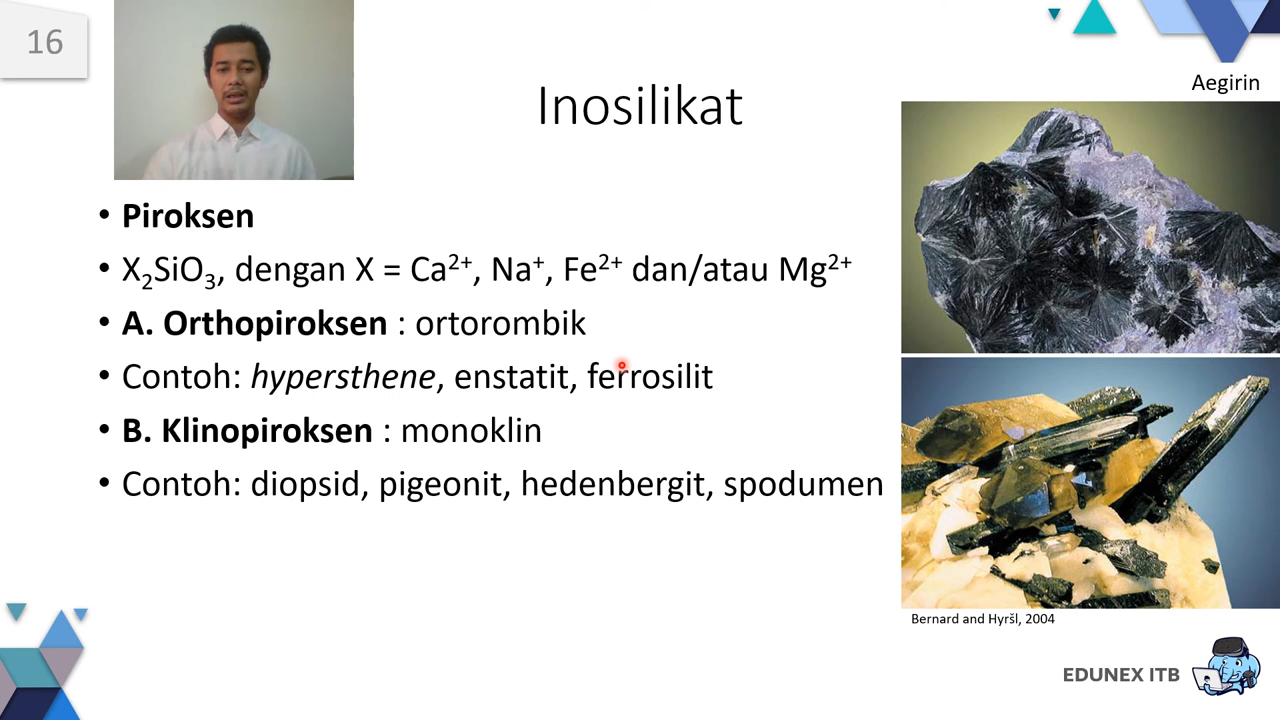 16
Inosilikat
Aegirin
• Piroksen
• X₂SiO₃, dengan X = Ca²⁺, Na⁺, Fe²⁺ dan/atau Mg²⁺
• A. Orthopiroksen : ortorombik
• Contoh: hypersthene, enstatit, ferrosilit
• B. Klinopiroksen : monoklin
• Contoh: diopsid, pigeonit, hedenbergit, spodumen
Bernard and Hyršl, 2004
EDUNEX ITB